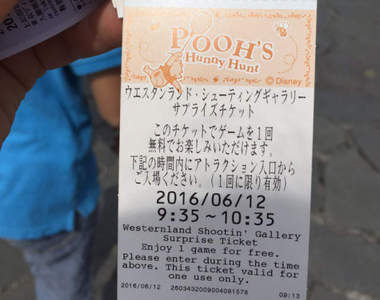 POOH'S
Hunny Hunt
© Disney
ウエスタンランド・シューティングギャラリー
サプライズチケット
このチケットでゲームを1回
無料でお楽しみいただけます。
下記の時間内にアトラクション入口から
ご入場ください。(1回に限り有効)
2016/06/12
9:35～10:35
Westernland Shootin' Gallery
Surprise Ticket
Enjoy 1 game for free.
Please enter during the time
above. This ticket valid for
one use only.
2016/06/12 2603432009004091578 09:13